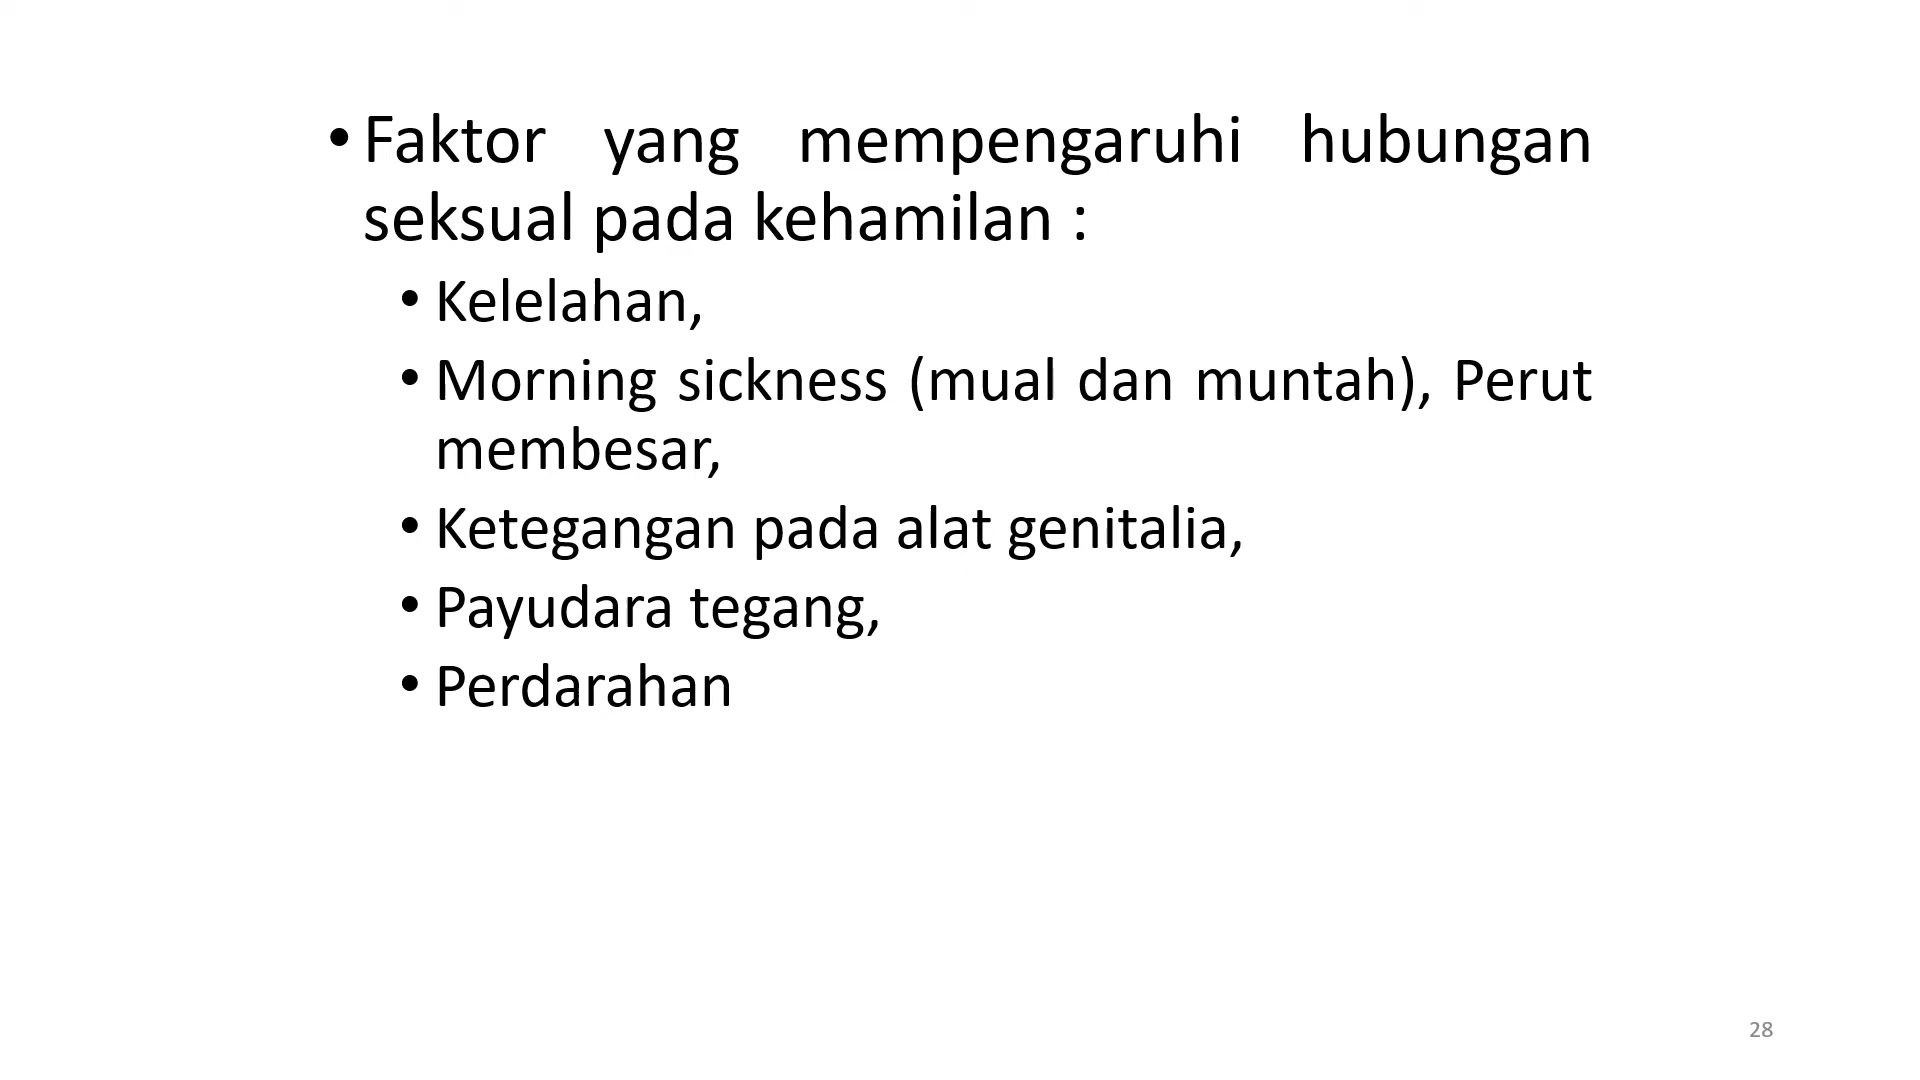 • Faktor yang mempengaruhi hubungan
seksual pada kehamilan :
• Kelelahan,
• Morning sickness (mual dan muntah), Perut
membesar,
• Ketegangan pada alat genitalia,
• Payudara tegang,
• Perdarahan
28